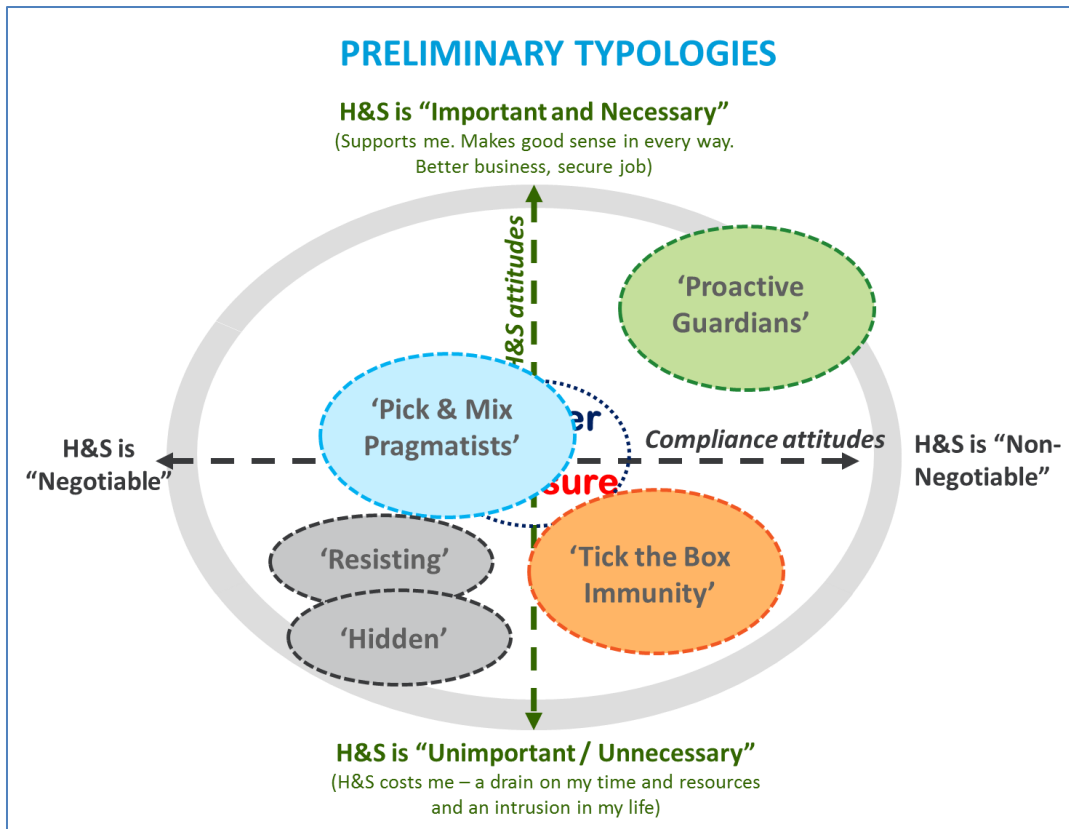 PRELIMINARY TYPOLOGIES
H&S is “Important and Necessary”
(Supports me. Makes good sense in every way.
Better business, secure job)
H&S attitudes
‘Proactive
Guardians’
‘Pick & Mix
Pragmatists’
Compliance attitudes
H&S is
“Negotiable”
H&S is “Non-
Negotiable”
‘Resisting’
‘Tick the Box
Immunity’
‘Hidden’
H&S is “Unimportant / Unnecessary”
(H&S costs me – a drain on my time and resources
and an intrusion in my life)